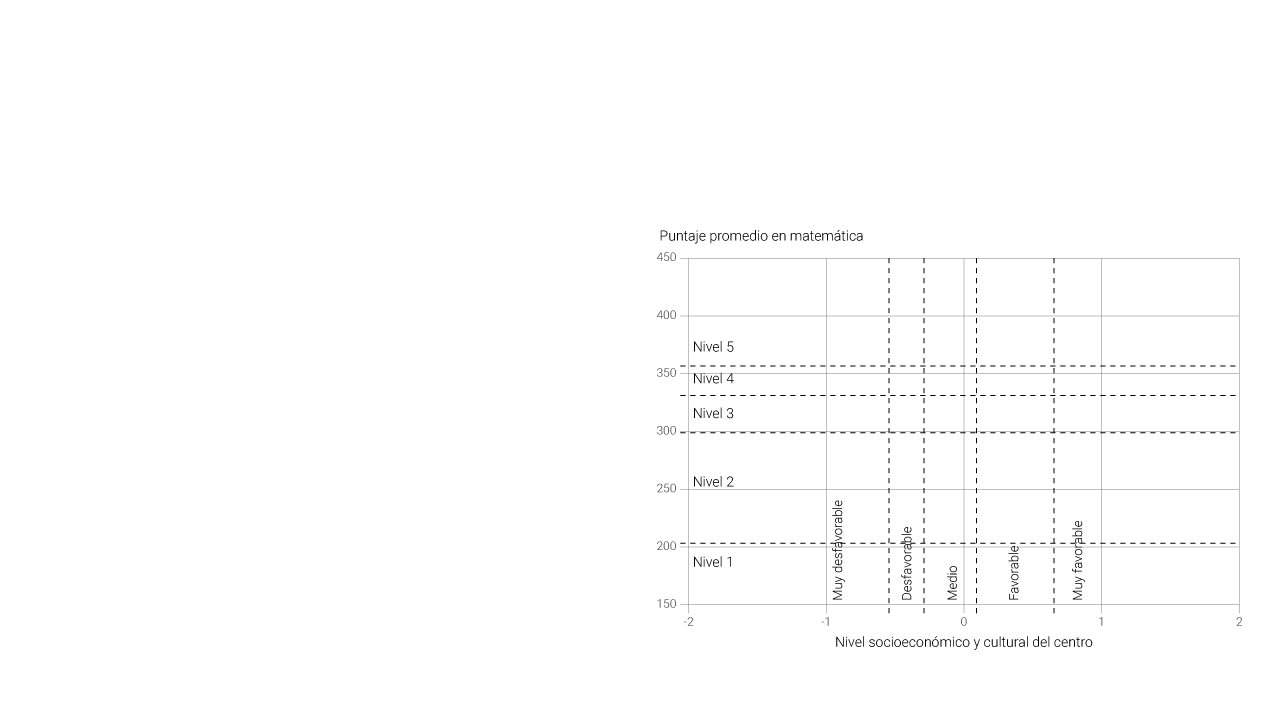 Puntaje promedio en matemática
450
400
Nivel 5
350
Nivel 4
Nivel 3
300
Nivel 2
250
200
Nivel 1
150
Muy desfavorable
Desfavorable
Medio
Favorable
Muy favorable
-2 -1 0 1 2
Nivel socioeconómico y cultural del centro